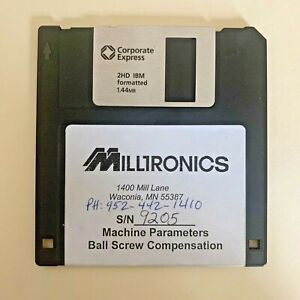 Corporate
Express
2HD IBM
formatted
1.44MB
MILLTRONICS
1400 Mill Lane
Waconia, MN 55387
PH: 952-442-1410
S/N 9205
Machine Parameters
Ball Screw Compensation